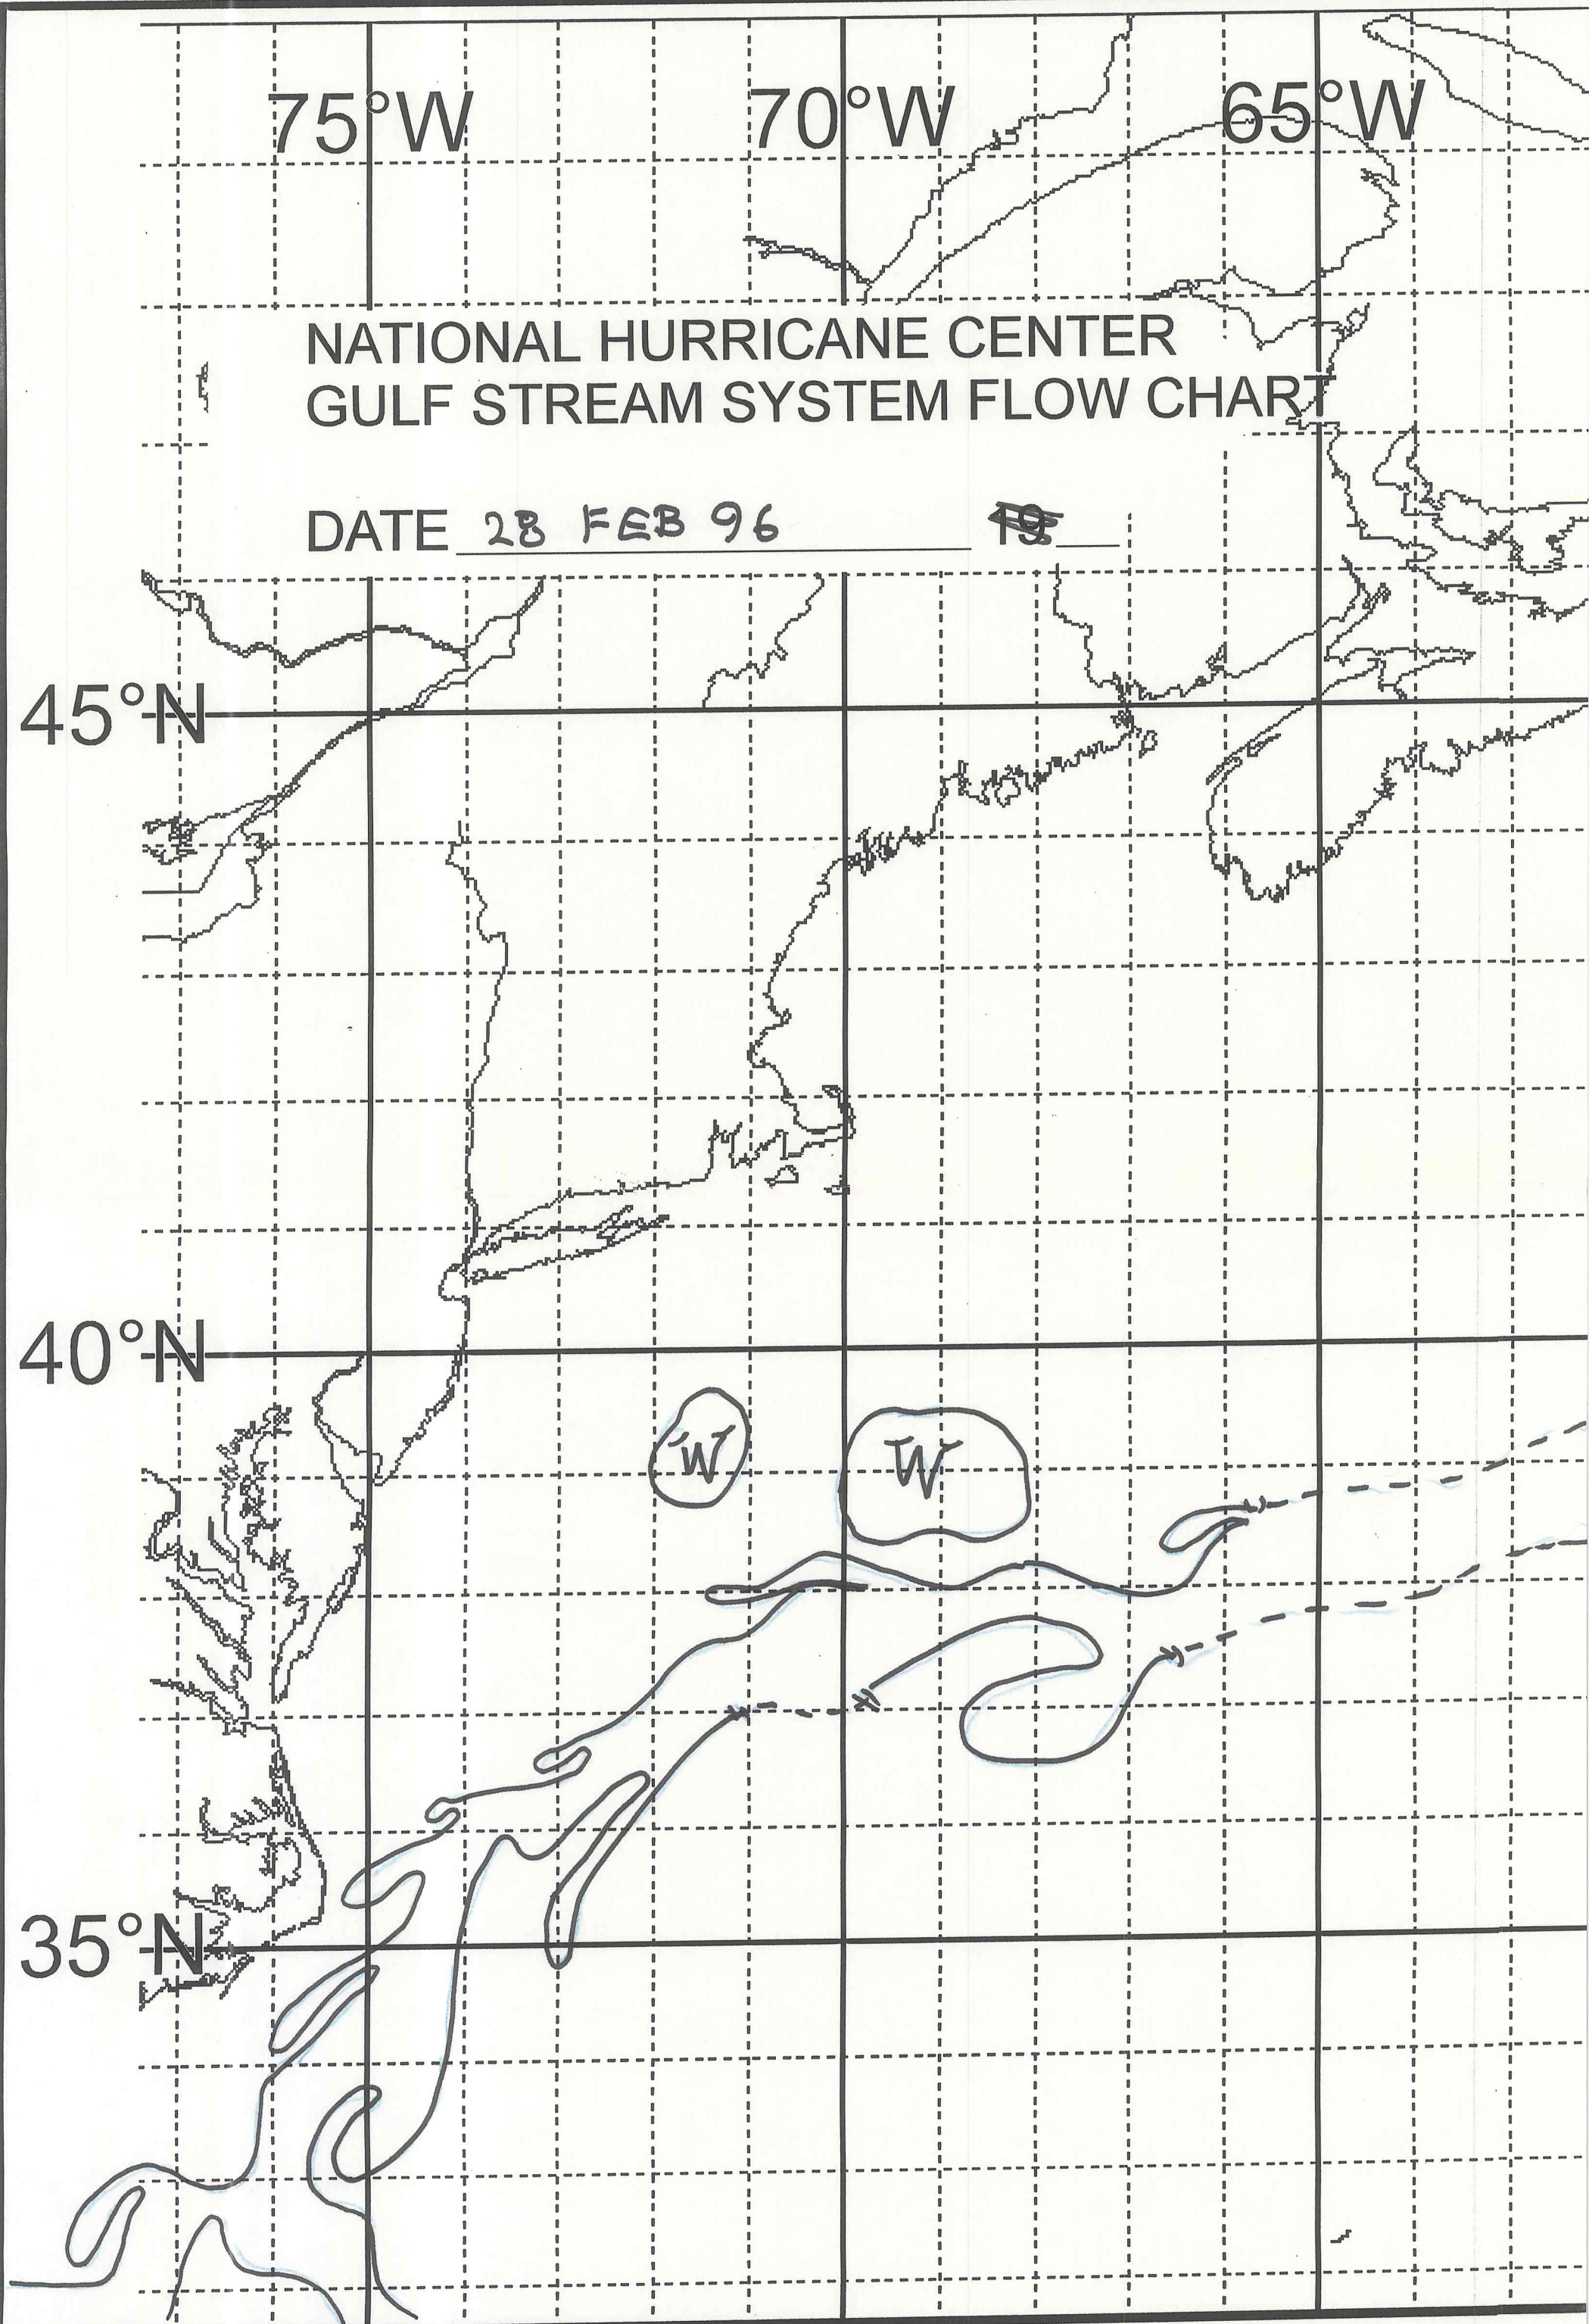 75°W 70°W 65°W
NATIONAL HURRICANE CENTER
GULF STREAM SYSTEM FLOW CHART
DATE 28 FEB 96 19
45°N
40°N
W W
35°N